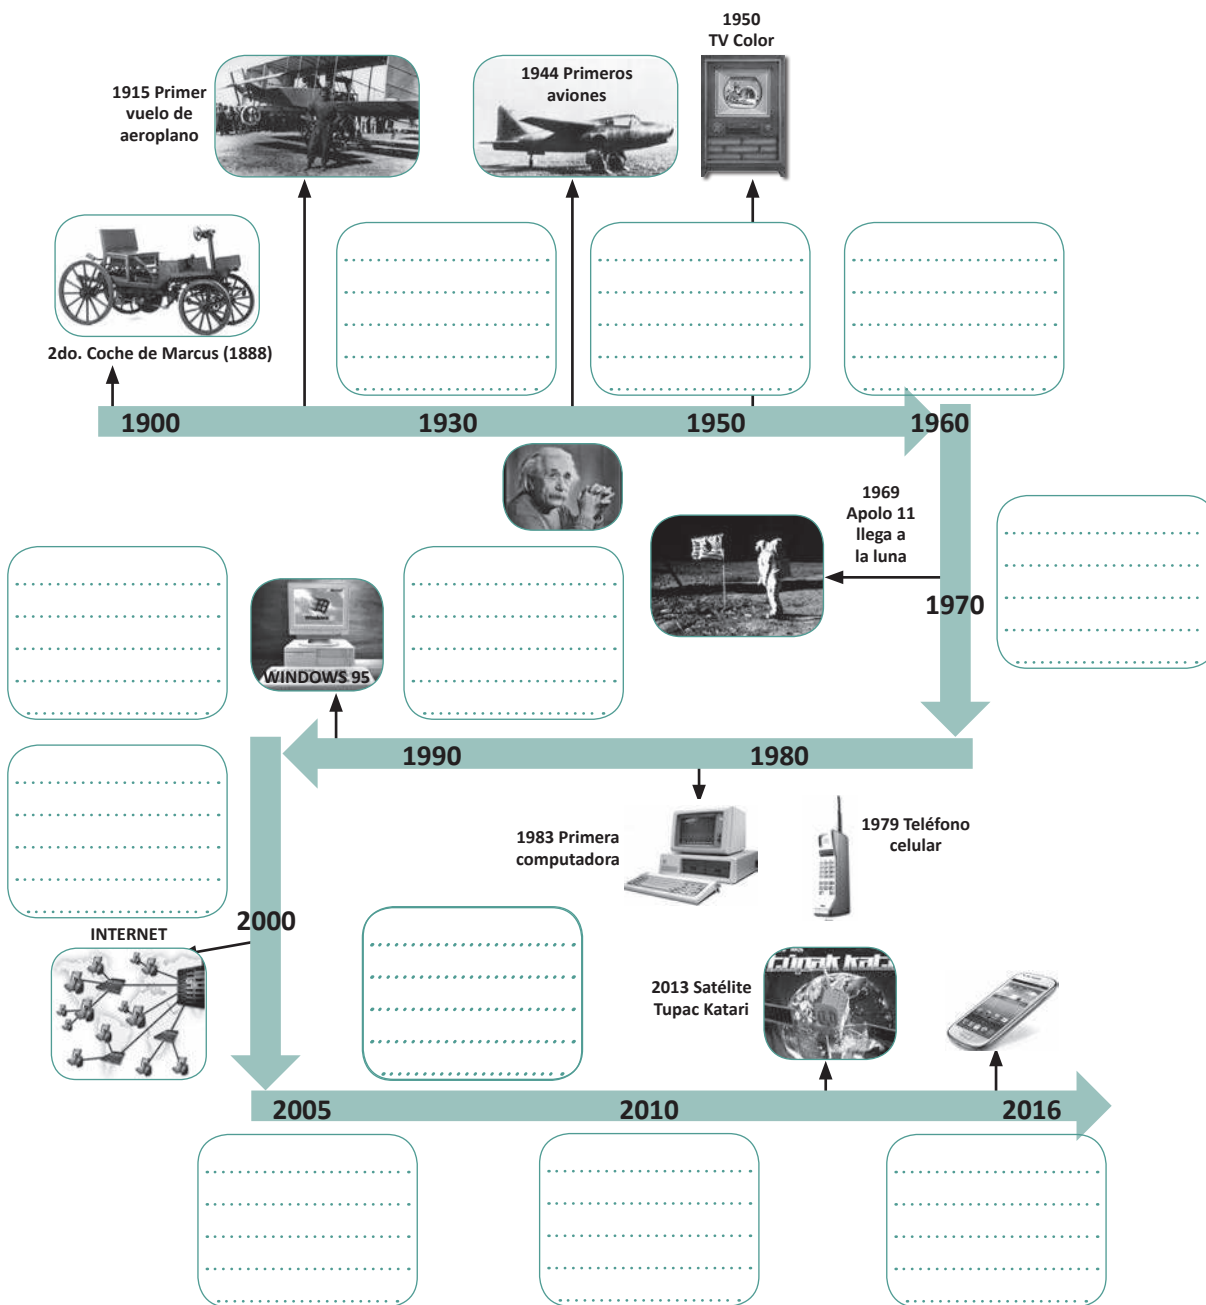 1950
TV Color
1915 Primer
vuelo de
aeroplano
1944 Primeros
aviones
2do. Coche de Marcus (1888)
1900
1930
1950
1960
1969
Apolo 11
llega a
la luna
1970
Windows
WINDOWS 95
1990
1980
1983 Primera
computadora
1979 Teléfono
celular
2000
INTERNET
2013 Satélite
Tupac Katari
2005
2010
2016